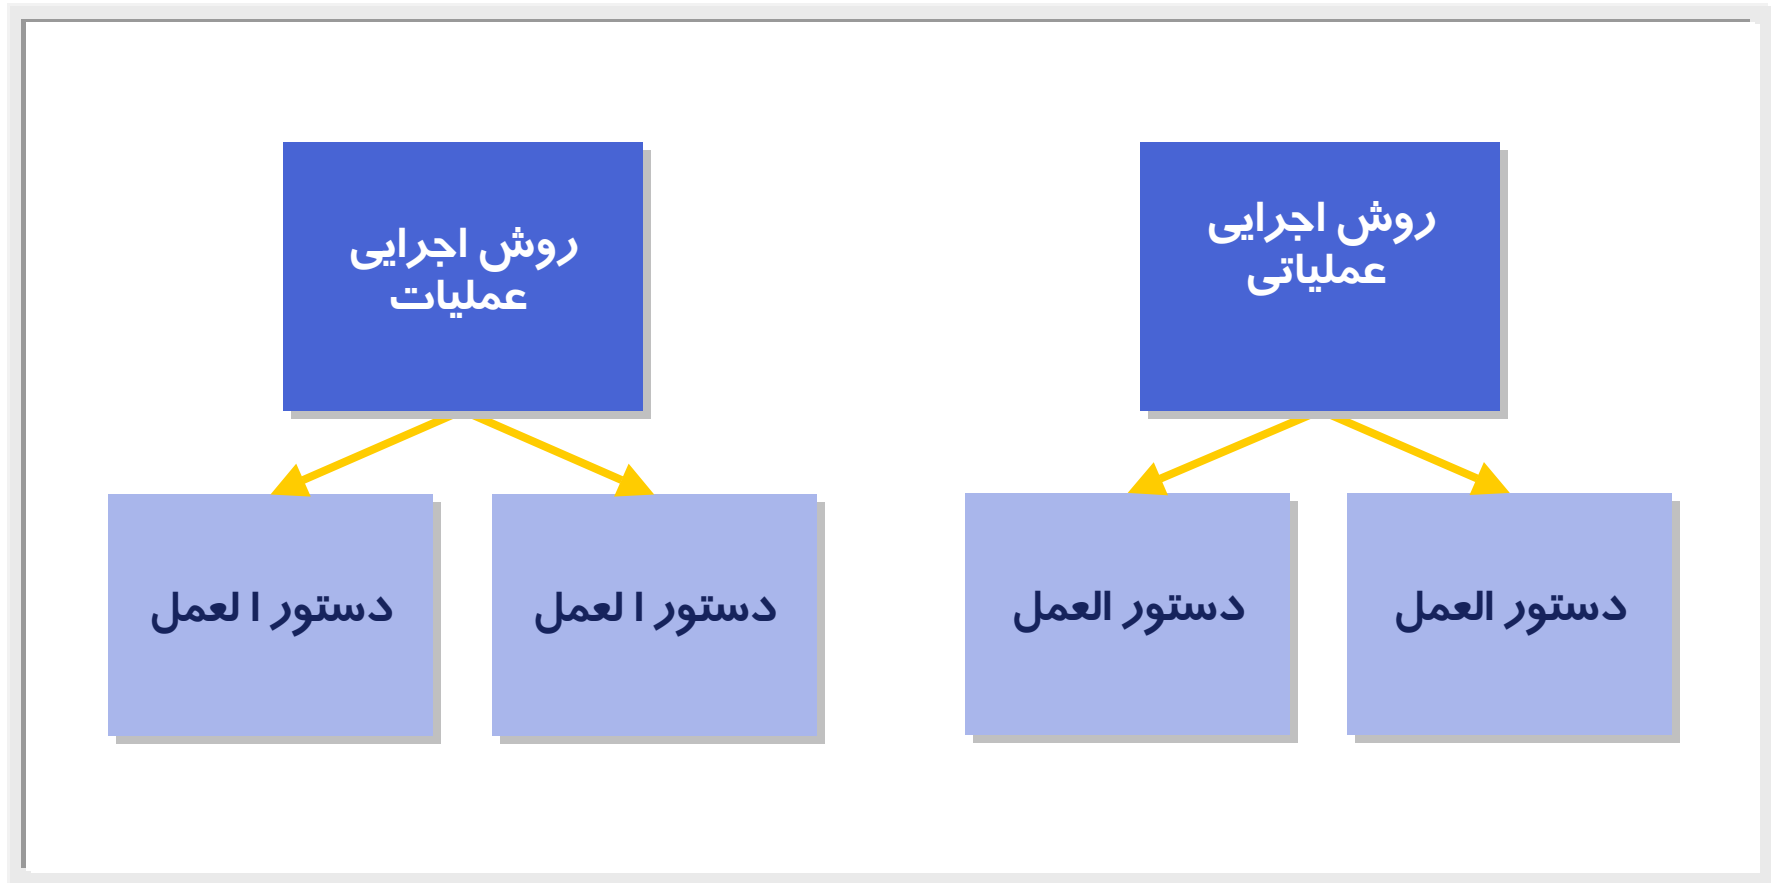 روش اجرایی
عملیاتی
روش اجرایی
عملیات
دستور العمل
دستور العمل
دستور ا لعمل
دستور ا لعمل